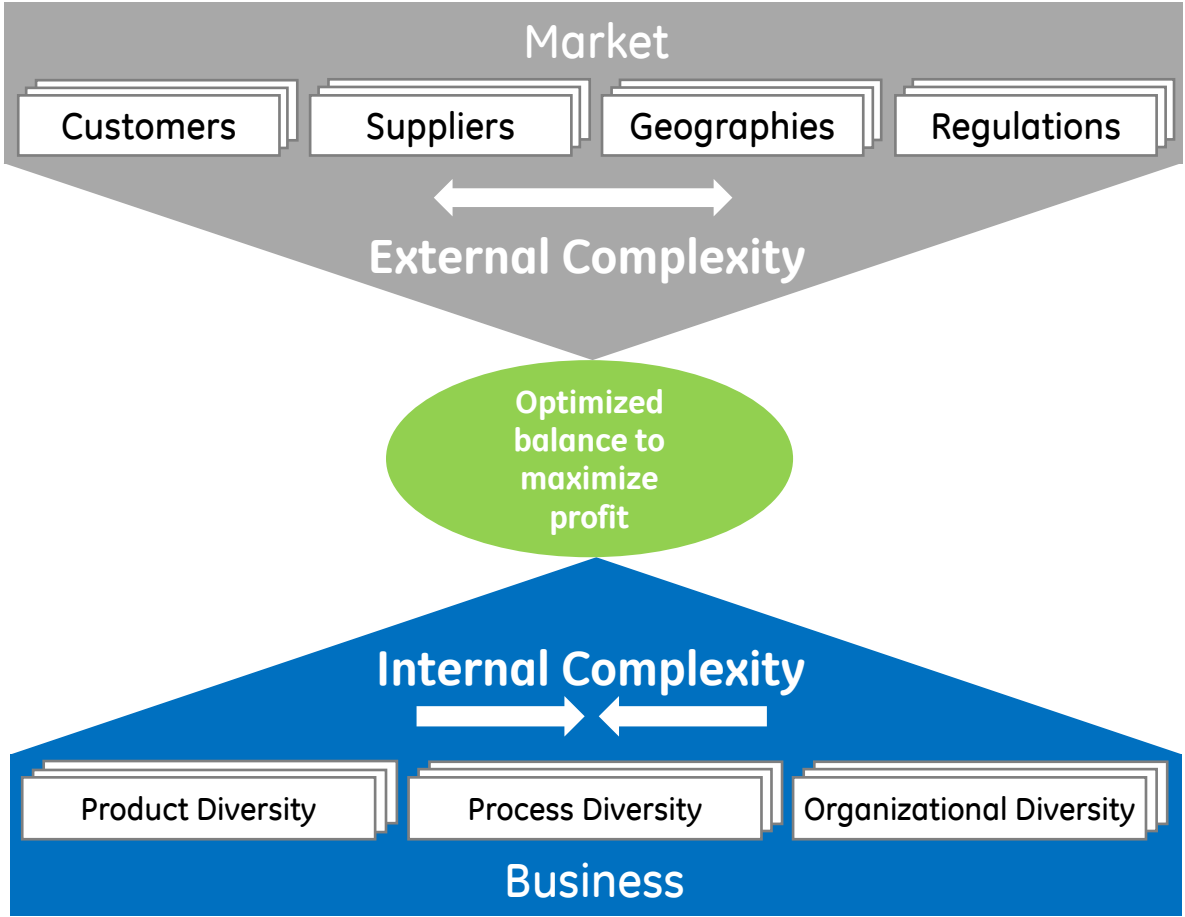 Market
Customers
Suppliers
Geographies
Regulations
External Complexity
Optimized
balance to
maximize
profit
Internal Complexity
Product Diversity
Process Diversity
Organizational Diversity
Business